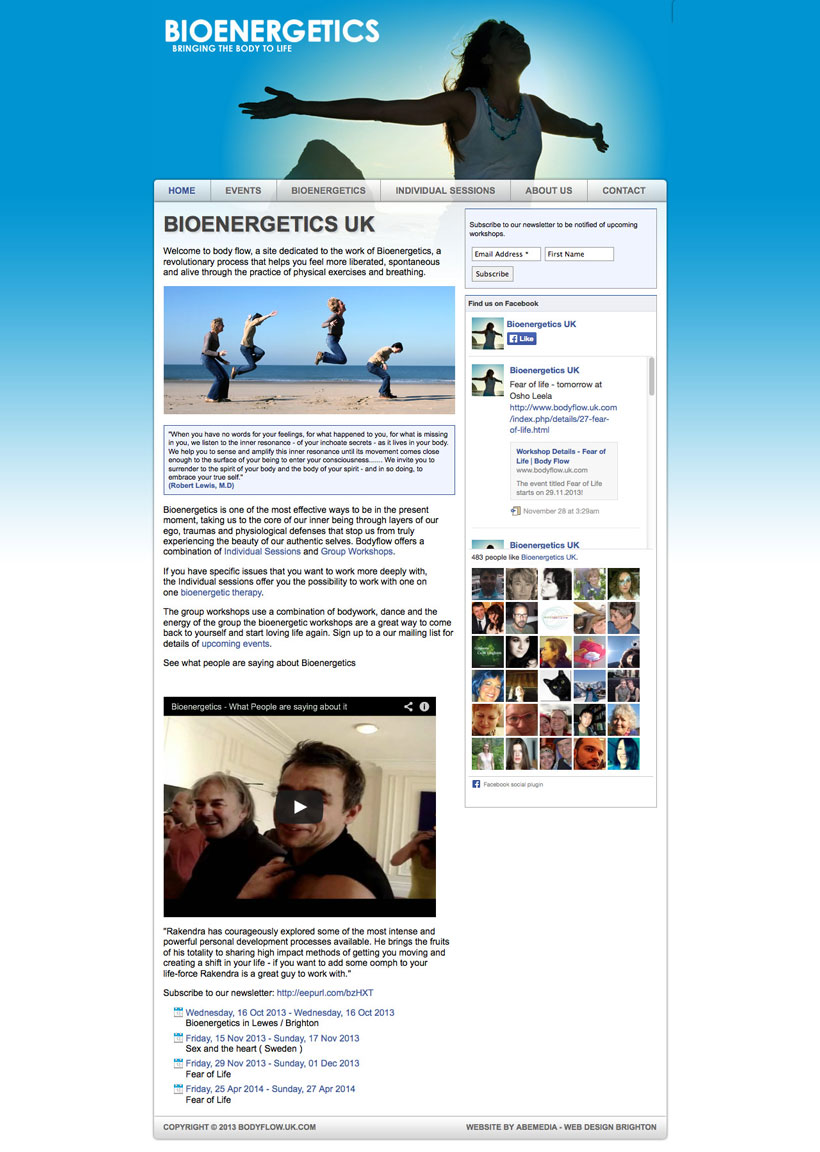 BIOENERGETICS
BRINGING THE BODY TO LIFE
HOME
EVENTS
BIOENERGETICS
INDIVIDUAL SESSIONS
ABOUT US
CONTACT
BIOENERGETICS UK
Welcome to body flow, a site dedicated to the work of Bioenergetics, a
revolutionary process that helps you feel more liberated, spontaneous
and alive through the practice of physical exercises and breathing.
"When you have no words for your feelings, for what happened to you, for what is missing
in you, we listen to the inner resonance - of your inchoate secrets - as it lives in your body.
We help you to sense and amplify this inner resonance until its movement comes close
enough to the surface of your being to enter your consciousness....... We invite you to
surrender to the spirit of your body and the body of your spirit - and in so doing, to
embrace your true self."
(Robert Lewis, M.D)
Bioenergetics is one of the most effective ways to be in the present
moment, taking us to the core of our inner being through layers of our
ego, traumas and physiological defenses that stop us from truly
experiencing the beauty of our authentic selves. Bodyflow offers a
combination of Individual Sessions and Group Workshops.
If you have specific issues that you want to work more deeply with,
the Individual sessions offer you the possibility to work with one on
one bioenergetic therapy.
The group workshops use a combination of bodywork, dance and the
energy of the group the bioenergetic workshops are a great way to come
back to yourself and start loving life again. Sign up to a our mailing list for
details of upcoming events.
See what people are saying about Bioenergetics
Bioenergetics - What People are saying about it
"Rakendra has courageously explored some of the most intense and
powerful personal development processes available. He brings the fruits
of his totality to sharing high impact methods of getting you moving and
creating a shift in your life - if you want to add some oomph to your
life-force Rakendra is a great guy to work with."
Subscribe to our newsletter: http://eepurl.com/bzHXT
Wednesday, 16 Oct 2013 - Wednesday, 16 Oct 2013
Bioenergetics in Lewes / Brighton
Friday, 15 Nov 2013 - Sunday, 17 Nov 2013
Sex and the heart ( Sweden )
Friday, 29 Nov 2013 - Sunday, 01 Dec 2013
Fear of Life
Friday, 25 Apr 2014 - Sunday, 27 Apr 2014
Fear of Life
Subscribe to our newsletter to be notified of upcoming
workshops.
Email Address *
First Name
Subscribe
Find us on Facebook
Bioenergetics UK
Like
Bioenergetics UK
Fear of life - tomorrow at
Osho Leela
http://www.bodyflow.uk.com
/index.php/details/27-fear-
of-life.html
Workshop Details - Fear of
Life | Body Flow
www.bodyflow.uk.com
The event titled Fear of Life
starts on 29.11.2013!
November 28 at 3:29am
Bioenergetics UK
483 people like Bioenergetics UK.
Facebook social plugin
COPYRIGHT © 2013 BODYFLOW.UK.COM
WEBSITE BY ABEMEDIA - WEB DESIGN BRIGHTON